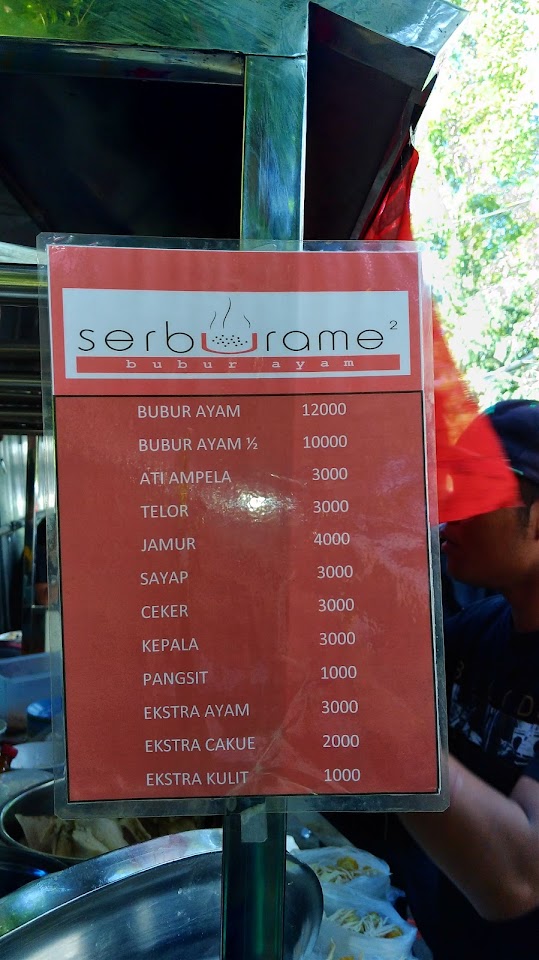 serburame²
bubur ayam
BUBUR AYAM 12000
BUBUR AYAM ½ 10000
ATI AMPELA 3000
TELOR 3000
JAMUR 4000
SAYAP 3000
CEKER 3000
KEPALA 3000
PANGSIT 1000
EKSTRA AYAM 3000
EKSTRA CAKUE 2000
EKSTRA KULIT 1000